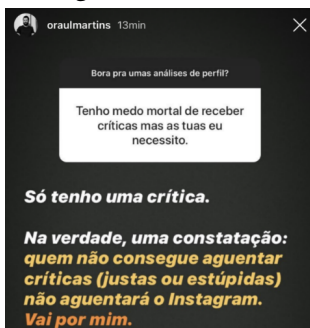 oraulmartins 13min
Bora pra umas análises de perfil?
Tenho medo mortal de receber
críticas mas as tuas eu
necessito.
Só tenho uma crítica.
Na verdade, uma constatação:
quem não consegue aguentar
críticas (justas ou estúpidas)
não aguentará o Instagram.
Vai por mim.